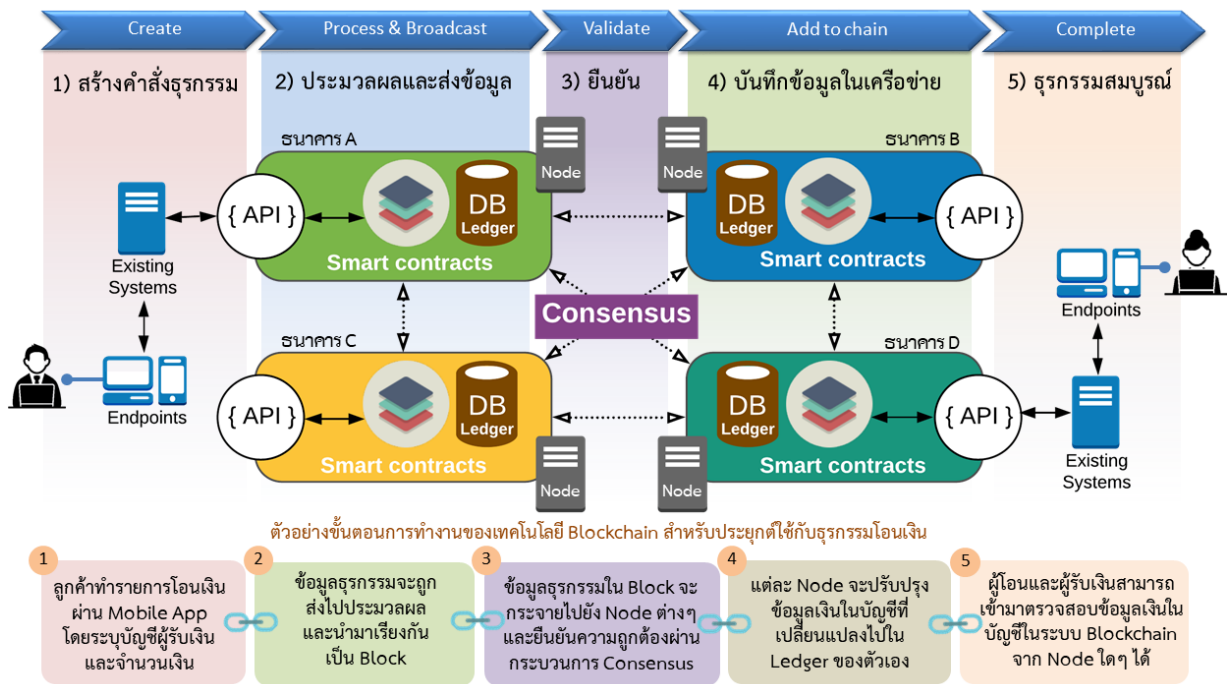 Create
Process & Broadcast
Validate
Add to chain
Complete
1) สร้างคำสั่งธุรกรรม
2) ประมวลผลและส่งข้อมูล
3) ยืนยัน
4) บันทึกข้อมูลในเครือข่าย
5) ธุรกรรมสมบูรณ์
ธนาคาร A
Node
{ API }
DB
Ledger
Smart contracts
Node
ธนาคาร B
DB
Ledger
{ API }
Smart contracts
Existing
Systems
Endpoints
Consensus
ธนาคาร C
{ API }
DB
Ledger
Smart contracts
Node
ธนาคาร D
DB
Ledger
{ API }
Smart contracts
Node
Endpoints
Existing
Systems
ตัวอย่างขั้นตอนการทำงานของเทคโนโลยี Blockchain สำหรับประยุกต์ใช้กับธุรกรรมโอนเงิน
1
ลูกค้าทำรายการโอนเงิน
ผ่าน Mobile App
โดยระบุบัญชีผู้รับเงิน
และจำนวนเงิน
2
ข้อมูลธุรกรรมจะถูก
ส่งไปประมวลผล
และนำมาเรียงกัน
เป็น Block
3
ข้อมูลธุรกรรมใน Block จะ
กระจายไปยัง Node ต่างๆ
และยืนยันความถูกต้องผ่าน
กระบวนการ Consensus
4
แต่ละ Node จะปรับปรุง
ข้อมูลเงินในบัญชีที่
เปลี่ยนแปลงไปใน
Ledger ของตัวเอง
5
ผู้โอนและผู้รับเงินสามารถ
เข้ามาตรวจสอบข้อมูลเงินใน
บัญชีในระบบ Blockchain
จาก Node ใดๆ ได้